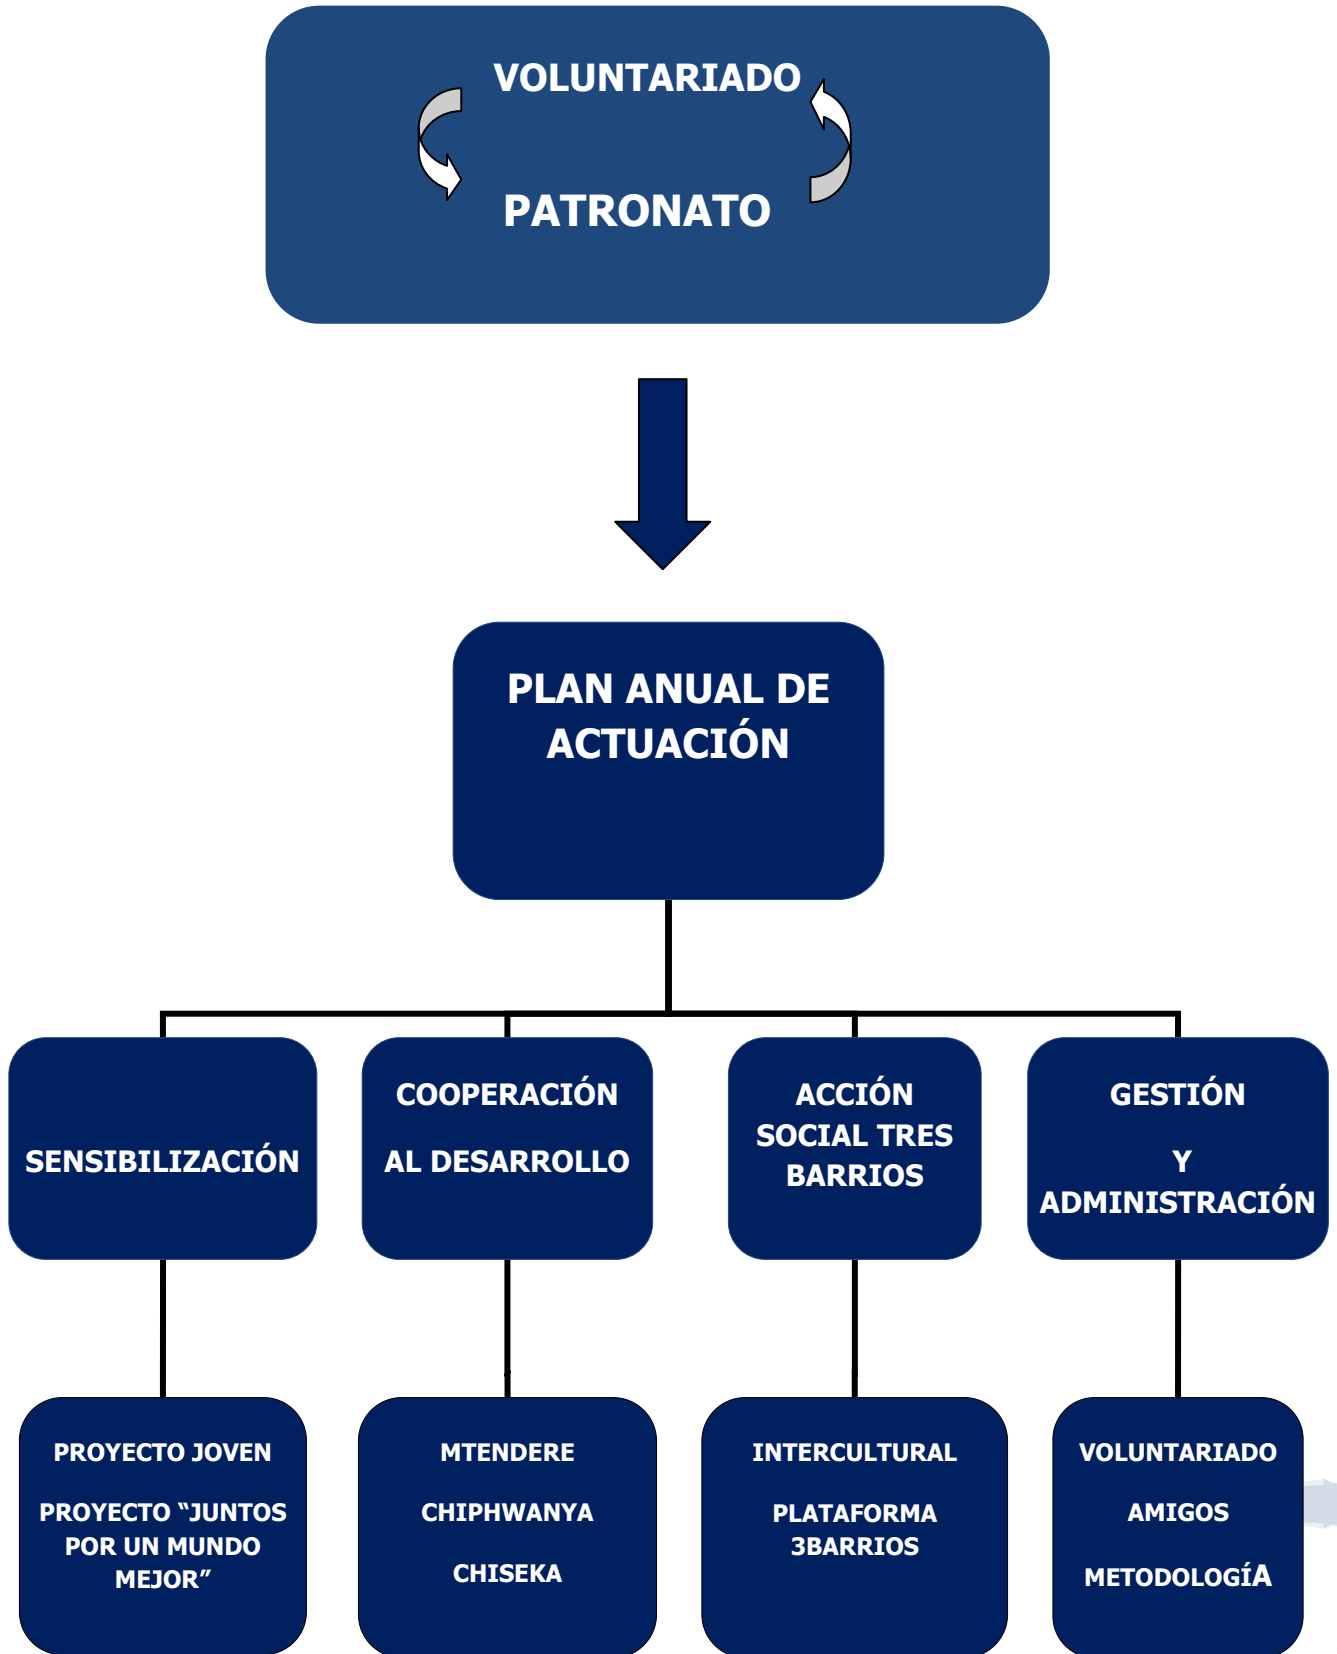 VOLUNTARIADO
PATRONATO
PLAN ANUAL DE
ACTUACIÓN
SENSIBILIZACIÓN
COOPERACIÓN
AL DESARROLLO
ACCIÓN
SOCIAL TRES
BARRIOS
GESTIÓN
Y
ADMINISTRACIÓN
PROYECTO JOVEN
PROYECTO “JUNTOS
POR UN MUNDO
MEJOR”
MTENDERE
CHIPHWANYA
CHISEKA
INTERCULTURAL
PLATAFORMA
3BARRIOS
VOLUNTARIADO
AMIGOS
METODOLOGÍA